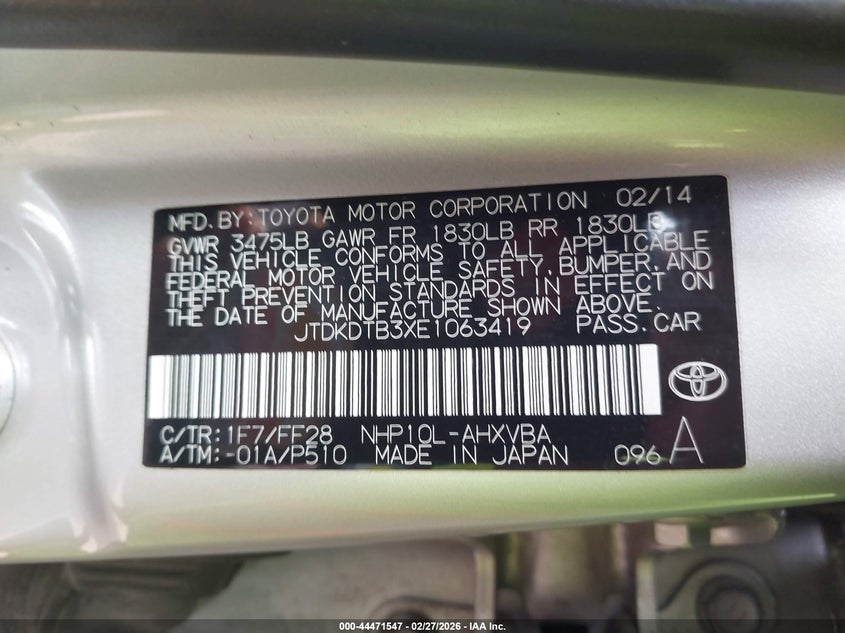 MFD. BY: TOYOTA MOTOR CORPORATION 02/14
GVWR 3475LB GAWR FR 1830LB RR 1830LB
THIS VEHICLE CONFORMS TO ALL APPLICABLE
FEDERAL MOTOR VEHICLE SAFETY, BUMPER, AND
THEFT PREVENTION STANDARDS IN EFFECT ON
THE DATE OF MANUFACTURE SHOWN ABOVE.
JTDKDTB3XE1063419 PASS. CAR
C/TR: 1F7/FF28 NHP10L-AHXVBA
A/TM: -01A/P510 MADE IN JAPAN 096 A
000-44471547 - 02/27/2026 - IAA Inc.